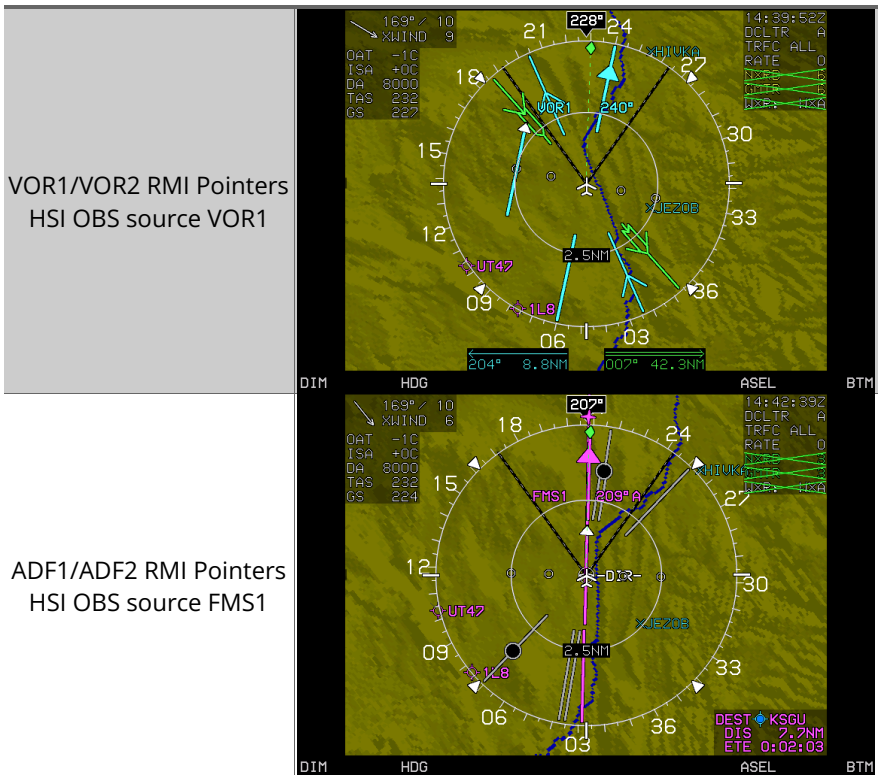 VOR1/VOR2 RMI Pointers
HSI OBS source VOR1
169°/ 10
XWIND 9
OAT -1C
ISA +0C
DA 8000
TAS 232
GS 227
228°
21
24
27
30
33
36
03
06
09
12
15
18
HIVKA
VOR1 240°
JEZOB
2.5NM
UT47
1L8
204° 8.8NM
007° 42.3NM
14:39:52Z
DCLTR A
TRFC ALL
RATE 0
DIM HDG ASEL BTM
ADF1/ADF2 RMI Pointers
HSI OBS source FMS1
169°/ 10
XWIND 6
OAT -1C
ISA +0C
DA 8000
TAS 232
GS 224
207°
18
24
27
30
33
36
03
06
09
12
15
HIVKA
FMS1 209°A
-DIR-
JEZOB
2.5NM
UT47
1L8
14:42:39Z
DCLTR A
TRFC ALL
RATE 0
DEST KSGU
DIS 7.7NM
ETE 0:02:03
DIM HDG ASEL BTM